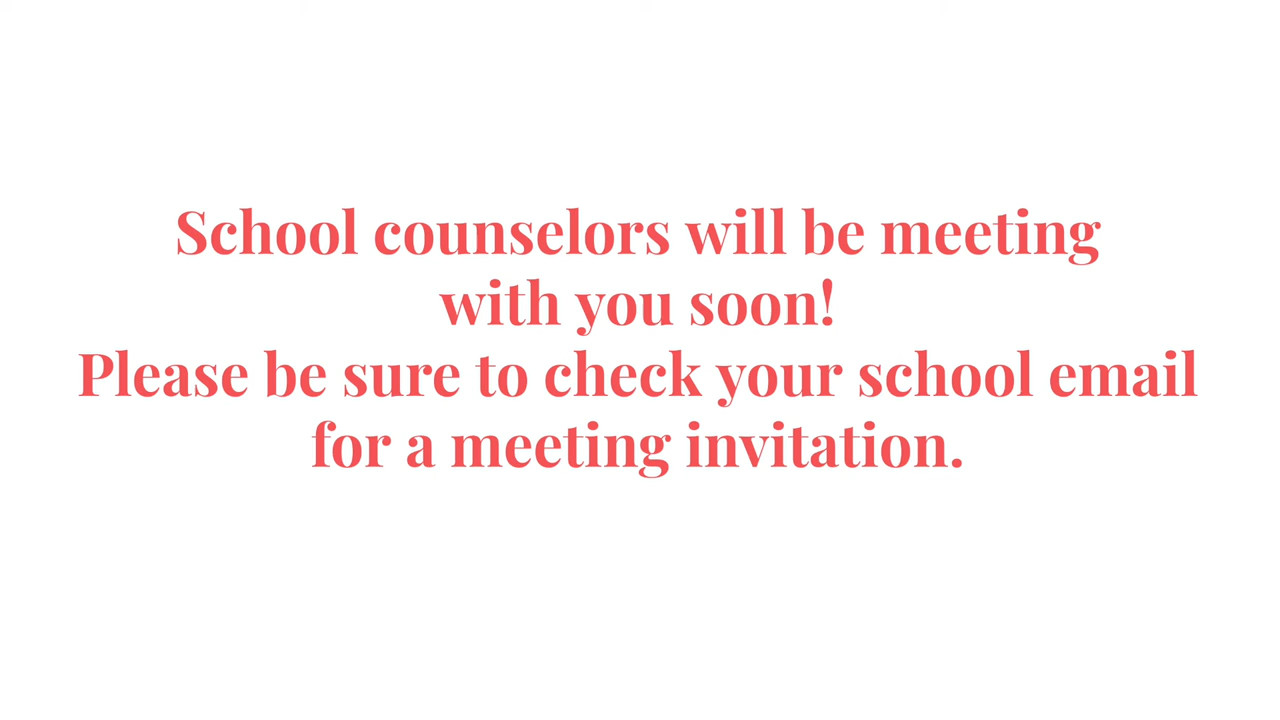 School counselors will be meeting
with you soon!
Please be sure to check your school email
for a meeting invitation.